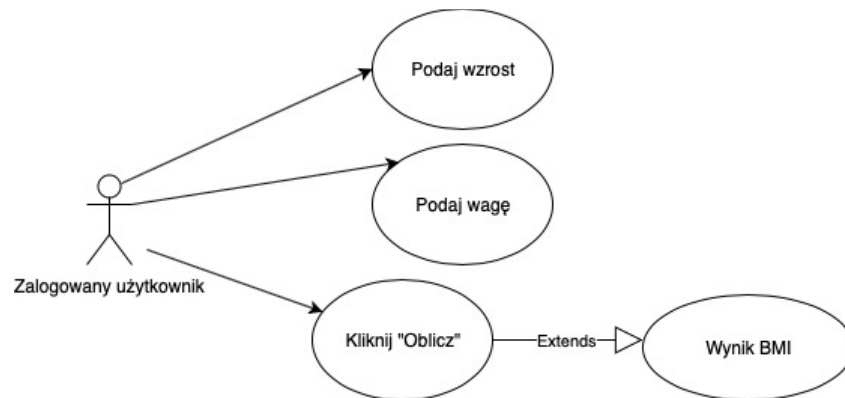 Podaj wzrost
Podaj wagę
Zalogowany użytkownik
Kliknij "Oblicz"
Extends
Wynik BMI